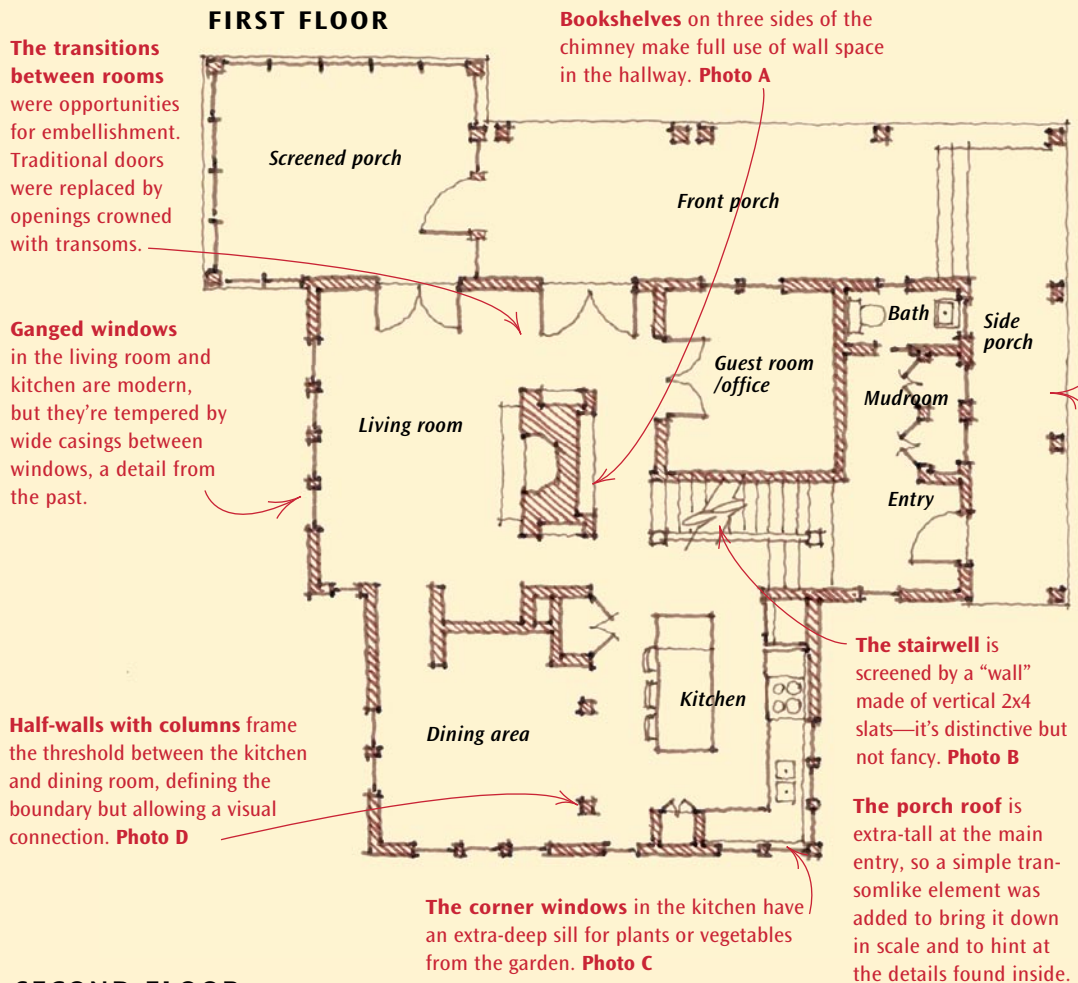 FIRST FLOOR
The transitions
between rooms
were opportunities
for embellishment.
Traditional doors
were replaced by
openings crowned
with transoms.
Bookshelves on three sides of the
chimney make full use of wall space
in the hallway. Photo A
Screened porch
Front porch
Ganged windows
in the living room and
kitchen are modern,
but they're tempered by
wide casings between
windows, a detail from
the past.
Bath
Side
porch
Guest room
/office
Mudroom
Living room
Entry
The stairwell is
screened by a “wall”
made of vertical 2x4
slats—it's distinctive but
not fancy. Photo B
Kitchen
Dining area
Half-walls with columns frame
the threshold between the kitchen
and dining room, defining the
boundary but allowing a visual
connection. Photo D
The porch roof is
extra-tall at the main
entry, so a simple tran-
somlike element was
added to bring it down
in scale and to hint at
the details found inside.
The corner windows in the kitchen have
an extra-deep sill for plants or vegetables
from the garden. Photo C
SECOND FLOOR